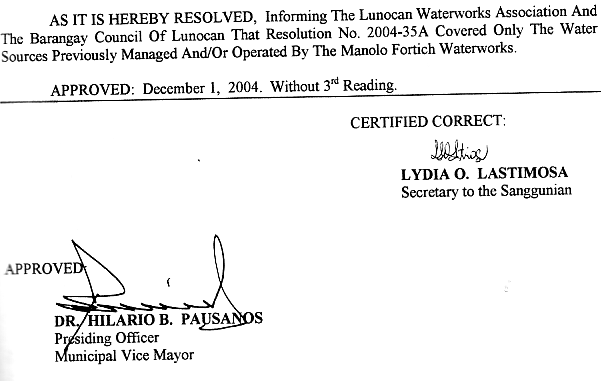 AS IT IS HEREBY RESOLVED, Informing The Lunocan Waterworks Association And
The Barangay Council Of Lunocan That Resolution No. 2004-35A Covered Only The Water
Sources Previously Managed And/Or Operated By The Manolo Fortich Waterworks.
APPROVED: December 1, 2004. Without 3rd Reading.
CERTIFIED CORRECT:
LYDIA O. LASTIMOSA
Secretary to the Sanggunian
APPROVED:
DR. HILARIO B. PAUSANOS
Presiding Officer
Municipal Vice Mayor